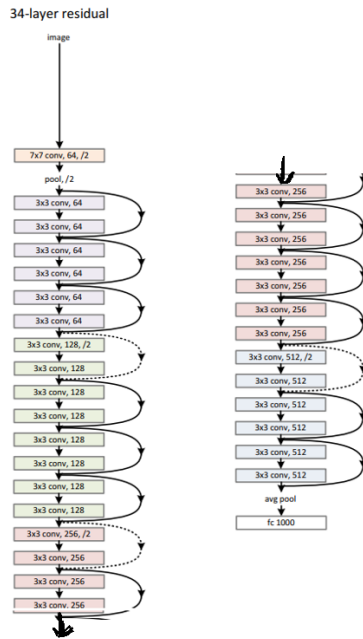 34-layer residual
image
7x7 conv, 64, /2
pool, /2
3x3 conv, 64
3x3 conv, 64
3x3 conv, 64
3x3 conv, 64
3x3 conv, 64
3x3 conv, 64
3x3 conv, 128, /2
3x3 conv, 128
3x3 conv, 128
3x3 conv, 128
3x3 conv, 128
3x3 conv, 128
3x3 conv, 128
3x3 conv, 128
3x3 conv, 256, /2
3x3 conv, 256
3x3 conv, 256
3x3 conv, 256
3x3 conv, 256
3x3 conv, 256
3x3 conv, 256
3x3 conv, 256
3x3 conv, 256
3x3 conv, 256
3x3 conv, 256
3x3 conv, 512, /2
3x3 conv, 512
3x3 conv, 512
3x3 conv, 512
3x3 conv, 512
3x3 conv, 512
avg pool
fc 1000